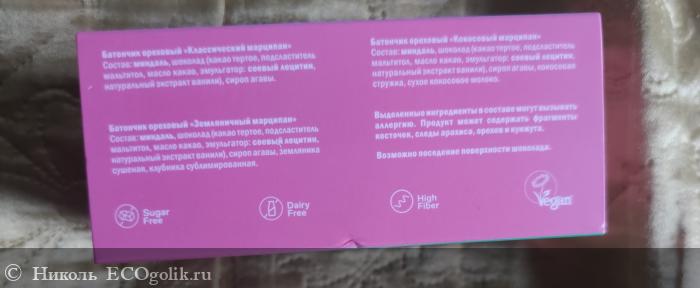 Батончик ореховый «Классический марципан»
Состав: миндаль, шоколад (какао тертое, подсластитель
мальтитол, масло какао, эмульгатор: соевый лецитин,
натуральный экстракт ванили), сироп агавы.
Батончик ореховый «Земляничный марципан»
Состав: миндаль, шоколад (какао тертое, подсластитель
мальтитол, масло какао, эмульгатор: соевый лецитин,
натуральный экстракт ванили), сироп агавы, земляника
сушеная, клубника сублимированная.
Батончик ореховый «Кокосовый марципан»
Состав: миндаль, шоколад (какао тертое, подсластитель
мальтитол, масло какао, эмульгатор: соевый лецитин,
натуральный экстракт ванили), сироп агавы, кокосовая
стружка, сухое кокосовое молоко.
Выделенные ингредиенты в составе могут вызывать
аллергию. Продукт может содержать фрагменты
косточек, следы арахиса, орехов и кунжута.
Возможно поседение поверхности шоколада.
Sugar
Free
Dairy
Free
High
Fiber
Vegan
© Николь ECOgolik.ru